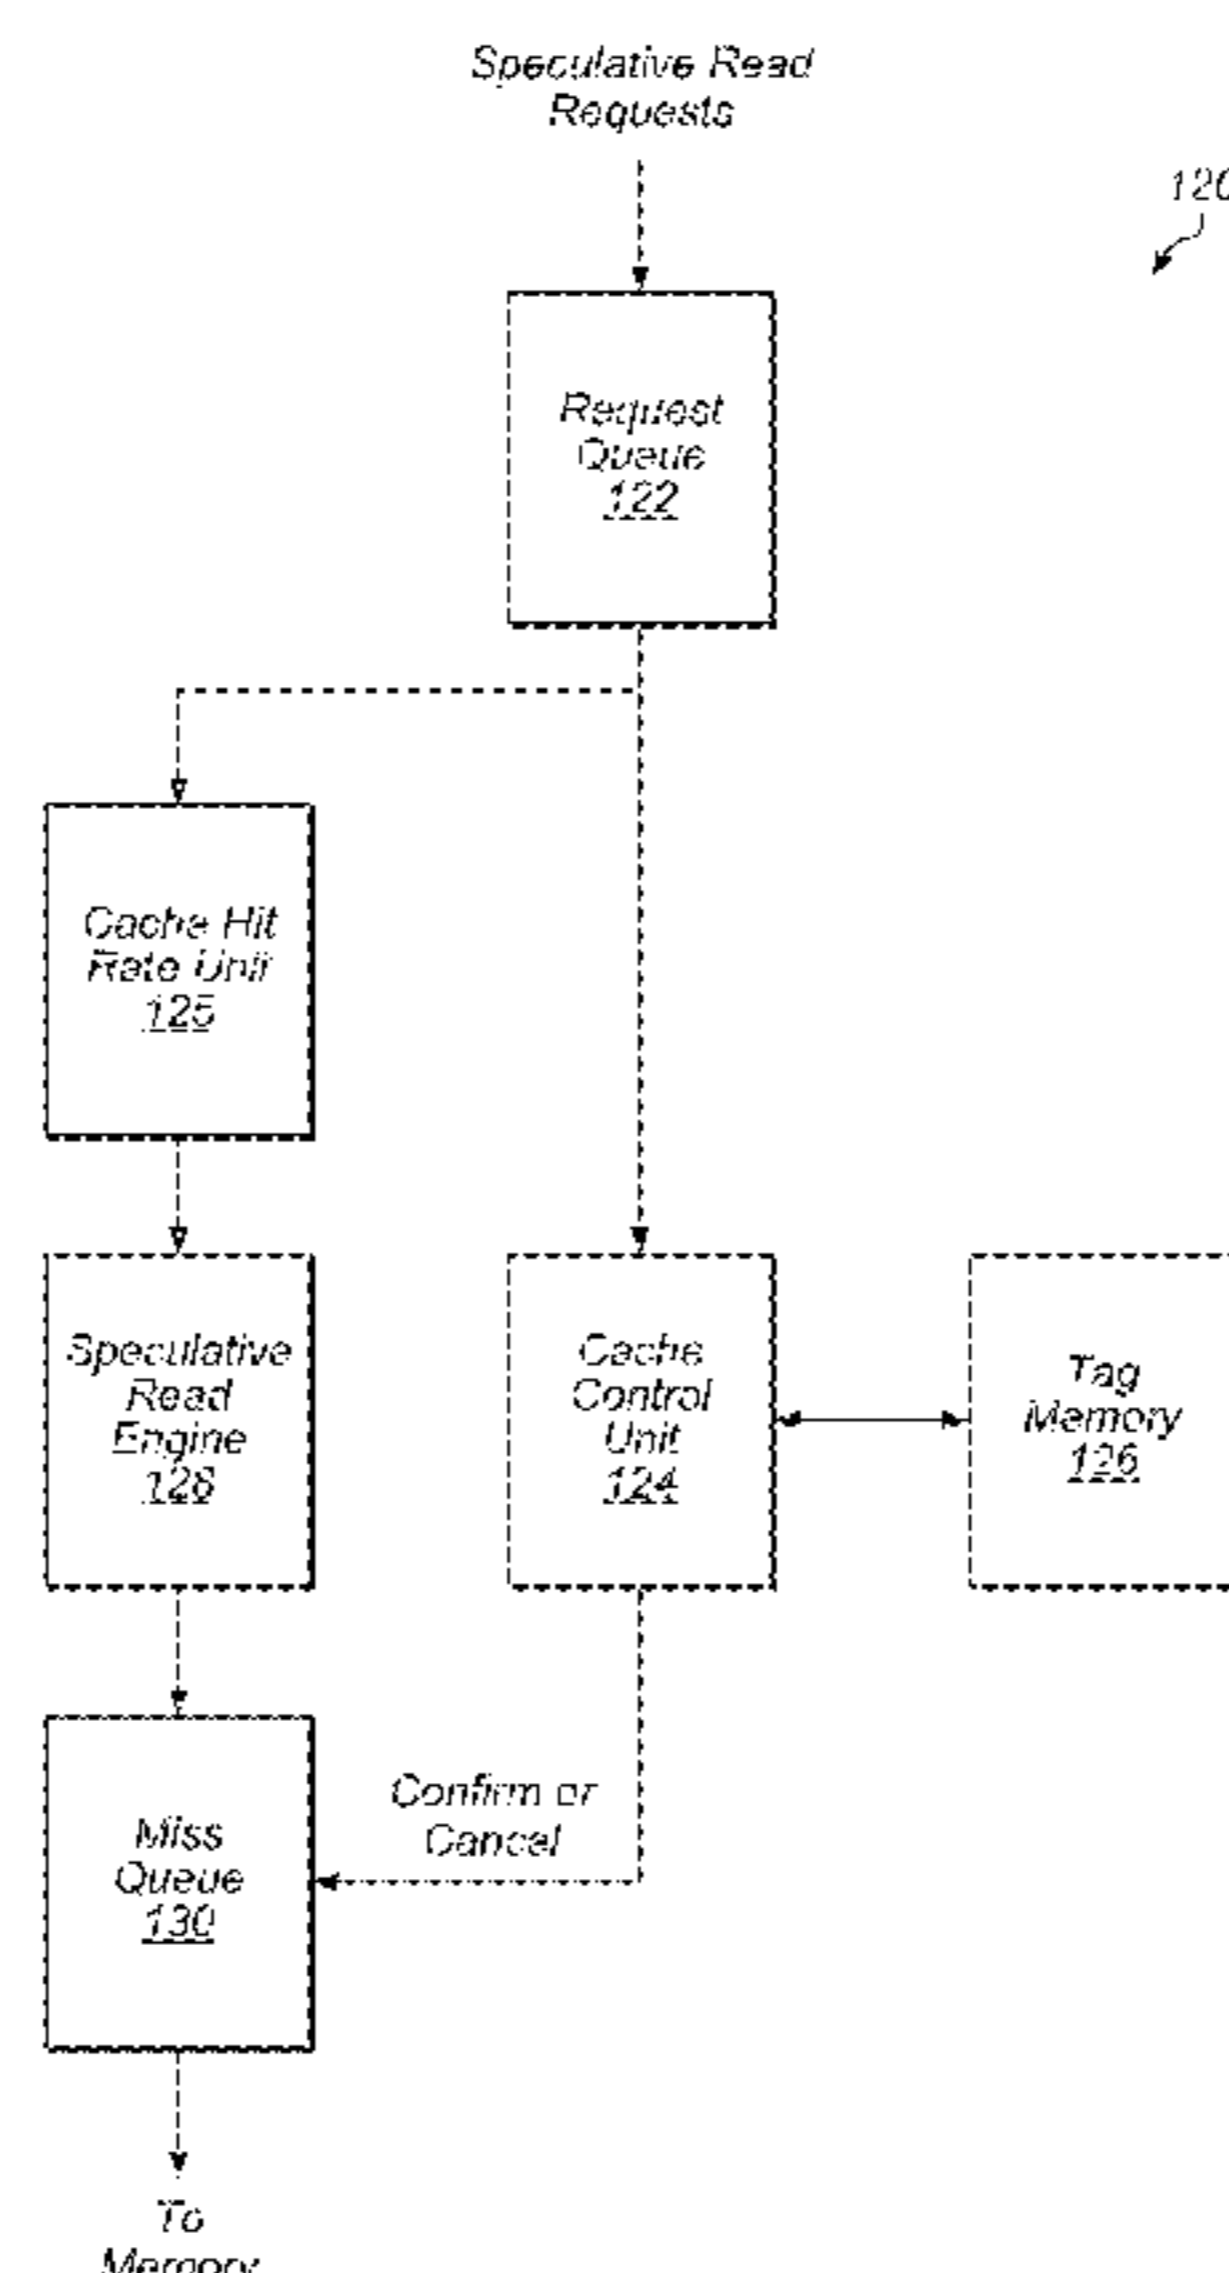 Speculative Read
Requests
120
Request
Queue
122
Cache Hit
Rate Unit
125
Speculative
Read
Engine
128
Cache
Control
Unit
124
Tag
Memory
126
Confirm or
Cancel
Miss
Queue
130
To
Memory